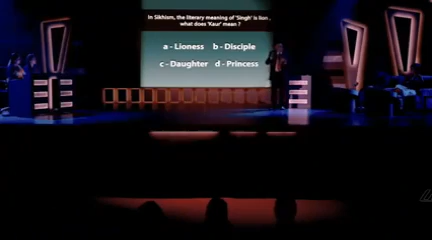 In Sikhism, the literary meaning of 'Singh' is lion .
what does 'Kaur' mean ?
a - Lioness b - Disciple
c - Daughter d - Princess